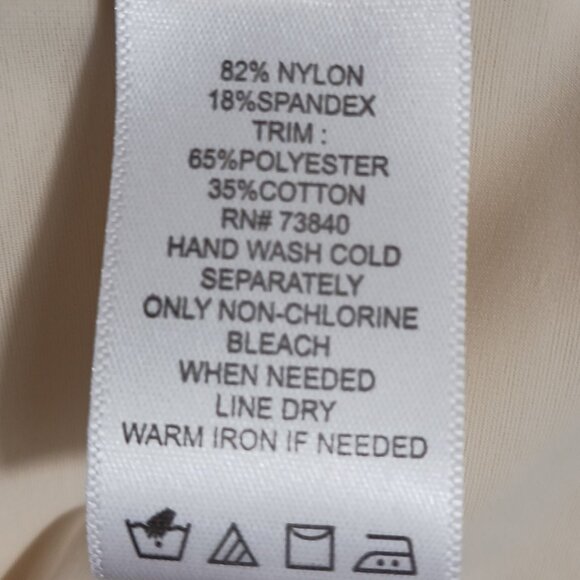 82% NYLON
18%SPANDEX
TRIM :
65%POLYESTER
35%COTTON
RN# 73840
HAND WASH COLD
SEPARATELY
ONLY NON-CHLORINE
BLEACH
WHEN NEEDED
LINE DRY
WARM IRON IF NEEDED